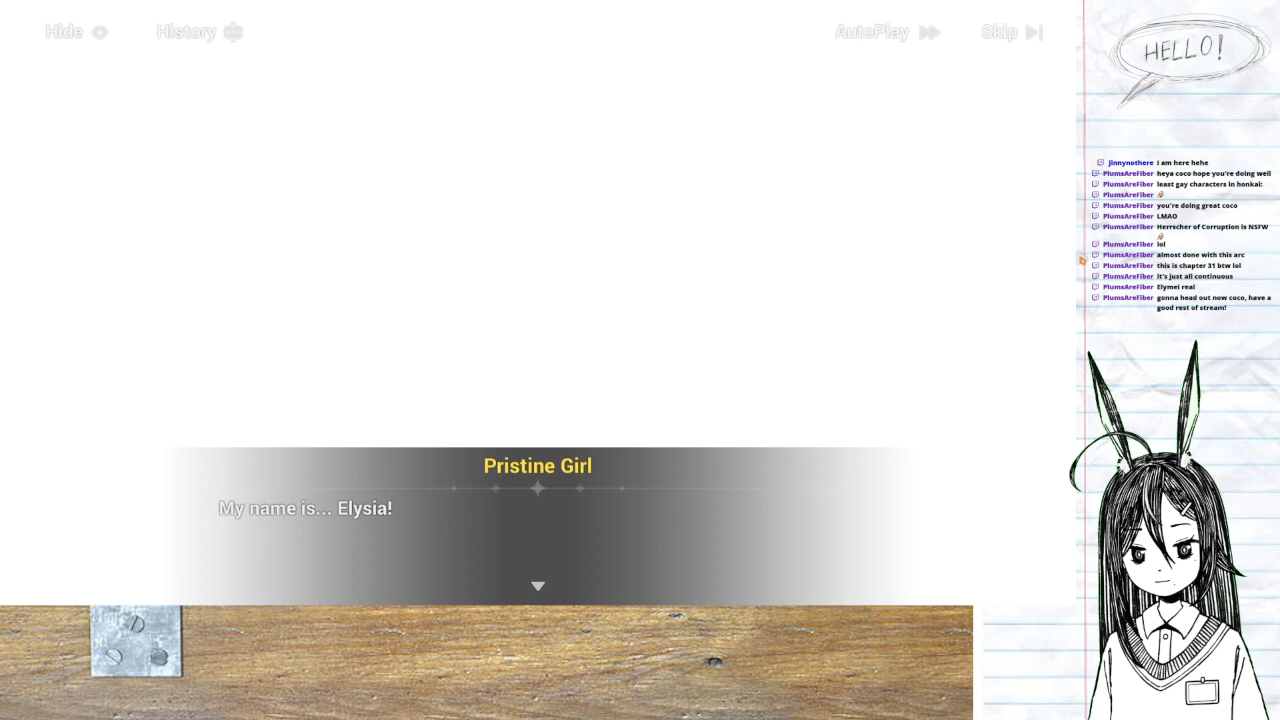 Hide
History
AutoPlay
Skip
HELLO!
jinnynothere I am here hehe
PlumsAreFiber heya coco hope you're doing well
PlumsAreFiber least gay characters in honkai:
PlumsAreFiber
PlumsAreFiber you're doing great coco
PlumsAreFiber LMAO
PlumsAreFiber Herrscher of Corruption is NSFW
PlumsAreFiber lol
PlumsAreFiber almost done with this arc
PlumsAreFiber this is chapter 31 btw lol
PlumsAreFiber it's just all continuous
PlumsAreFiber Elymei real
PlumsAreFiber gonna head out now coco, have a
good rest of stream!
Pristine Girl
My name is... Elysia!